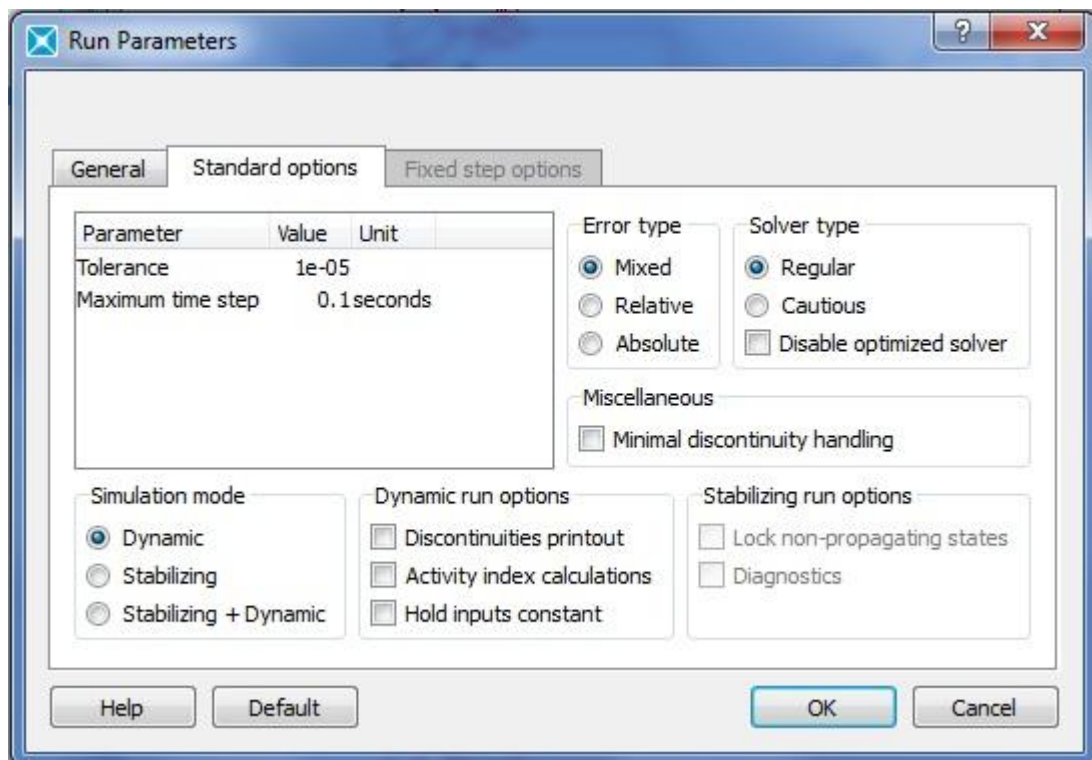 Run Parameters
General Standard options Fixed step options
Parameter Value Unit
Tolerance 1e-05
Maximum time step 0.1 seconds
Error type
Mixed
Relative
Absolute
Solver type
Regular
Cautious
Disable optimized solver
Miscellaneous
Minimal discontinuity handling
Simulation mode
Dynamic
Stabilizing
Stabilizing + Dynamic
Dynamic run options
Discontinuities printout
Activity index calculations
Hold inputs constant
Stabilizing run options
Lock non-propagating states
Diagnostics
Help Default OK Cancel